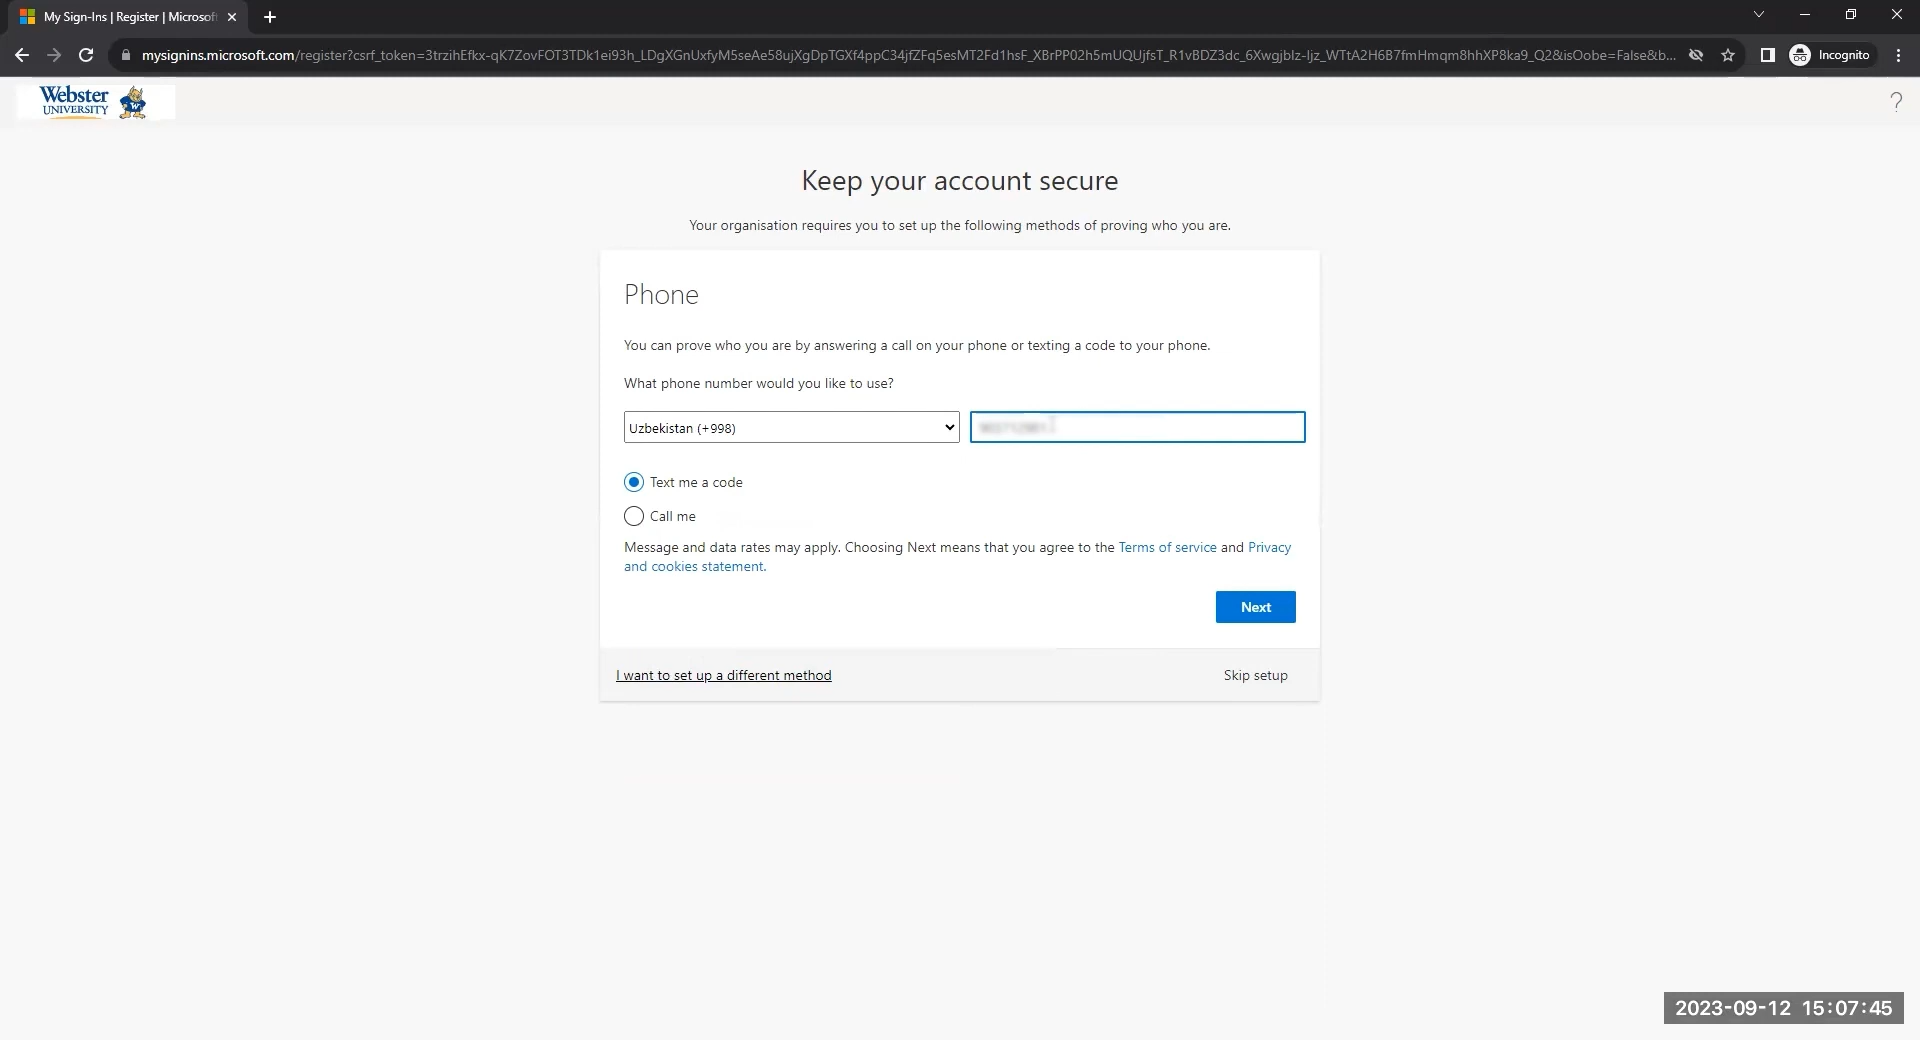 My Sign-Ins | Register | Microsof
mysignins.microsoft.com/register?csrf_token=3trzihEfkx-qK7ZovFOT3TDk1ei93h_LDgXGnUxfyM5seAe58ujXgDpTGXf4ppC34jfZFq5esMT2Fd1hsF_XBrPP02h5mUQUjfsT_R1vBDZ3dc_6Xwgjblz-ljz_WTtA2H6B7fmHmqm8hhXP8ka9_Q2&isOobe=False&b...
Incognito
Webster
UNIVERSITY
W
?
Keep your account secure
Your organisation requires you to set up the following methods of proving who you are.
Phone
You can prove who you are by answering a call on your phone or texting a code to your phone.
What phone number would you like to use?
Uzbekistan (+998)
Text me a code
Call me
Message and data rates may apply. Choosing Next means that you agree to the Terms of service and Privacy
and cookies statement.
Next
I want to set up a different method
Skip setup
2023-09-12 15:07:45